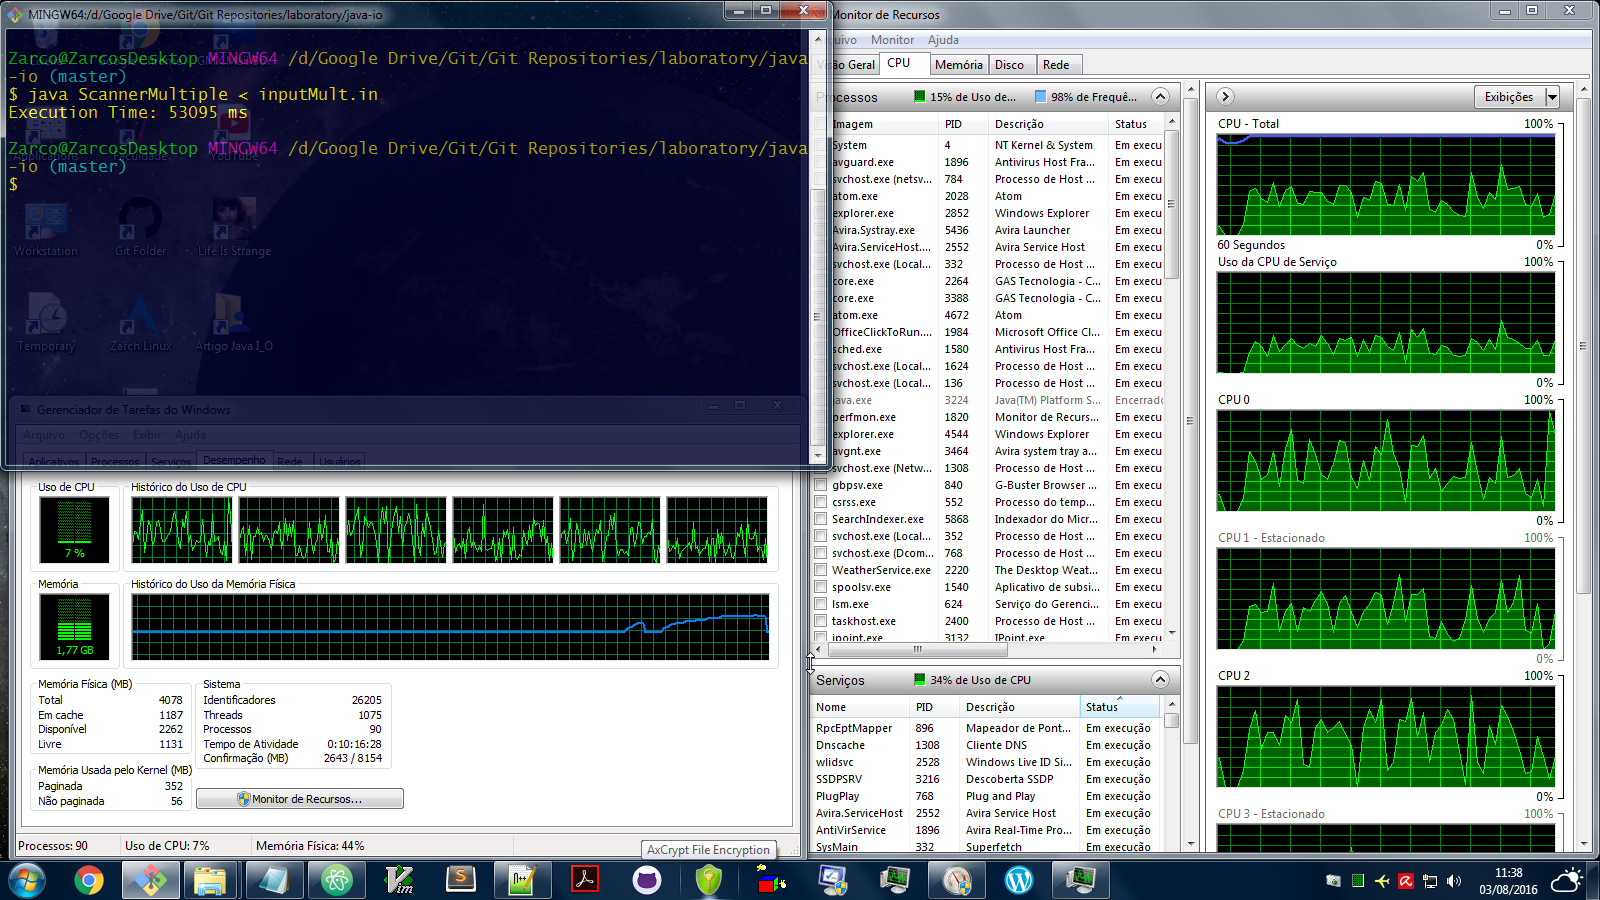 MINGW64:/d/Google Drive/Git/Git Repositories/laboratory/java-io
Zarco@ZarcosDesktop MINGW64 /d/Google Drive/Git/Git Repositories/laboratory/java
-io (master)
$ java ScannerMultiple < inputMult.in
Execution Time: 53095 ms
Zarco@ZarcosDesktop MINGW64 /d/Google Drive/Git/Git Repositories/laboratory/java
-io (master)
$
Workstation
Git Folder
Life Is Strange
Temporary
Zarch Linux
Artigo Java I_O
Gerenciador de Tarefas do Windows
Arquivo Opções Exibir Ajuda
Aplicativos Processos Serviços Desempenho Rede Usuários
Uso de CPU
7 %
Histórico do Uso de CPU
Memória
1,77 GB
Histórico do Uso da Memória Física
Memória Física (MB)
Total 4078
Em cache 1187
Disponível 2262
Livre 1131
Memória Usada pelo Kernel (MB)
Paginada 352
Não paginada 56
Sistema
Identificadores 26205
Threads 1075
Processos 90
Tempo de Atividade 0:10:16:28
Confirmação (MB) 2643 / 8154
Monitor de Recursos...
Processos: 90 Uso de CPU: 7% Memória Física: 44%
AxCrypt File Encryption
Monitor de Recursos
Monitor Ajuda
Geral CPU Memória Disco Rede
Processos 15% de Uso de... 98% de Frequê...
Imagem PID Descrição Status
System 4 NT Kernel & System Em execu
avguard.exe 1896 Antivirus Host Fra... Em execu
svchost.exe (netsv... 784 Processo de Host ... Em execu
atom.exe 2028 Atom Em execu
explorer.exe 2852 Windows Explorer Em execu
Avira.Systray.exe 5436 Avira Launcher Em execu
Avira.ServiceHost.... 2552 Avira Service Host Em execu
svchost.exe (Local... 332 Processo de Host ... Em execu
core.exe 2264 GAS Tecnologia - C... Em execu
core.exe 3388 GAS Tecnologia - C... Em execu
atom.exe 4672 Atom Em execu
OfficeClickToRun.... 1984 Microsoft Office Cl... Em execu
sched.exe 1580 Antivirus Host Fra... Em execu
svchost.exe (Local... 1624 Processo de Host ... Em execu
svchost.exe (Local... 136 Processo de Host ... Em execu
java.exe 3224 Java(TM) Platform S... Encerrado
perfmon.exe 1820 Monitor de Recurs... Em execu
explorer.exe 4544 Windows Explorer Em execu
avgnt.exe 3464 Avira system tray a... Em execu
svchost.exe (Netw... 1308 Processo de Host ... Em execu
gbpsv.exe 840 G-Buster Browser ... Em execu
csrss.exe 552 Processo do temp... Em execu
SearchIndexer.exe 5868 Indexador do Micr... Em execu
svchost.exe (Local... 352 Processo de Host ... Em execu
svchost.exe (Dcom... 768 Processo de Host ... Em execu
WeatherService.exe 2220 The Desktop Weat... Em execu
spoolsv.exe 1540 Aplicativo de subsi... Em execu
lsm.exe 624 Serviço do Gerenci... Em execu
taskhost.exe 2400 Processo de Host ... Em execu
ipoint.exe 3132 IPoint.exe Em execu
Serviços 34% de Uso de CPU
Nome PID Descrição Status
RpcEptMapper 896 Mapeador de Pont... Em execução
Dnscache 1308 Cliente DNS Em execução
wlidsvc 2528 Windows Live ID Si... Em execução
SSDPSRV 3216 Descoberta SSDP Em execução
PlugPlay 768 Plug and Play Em execução
Avira.ServiceHost 2552 Avira Service Host Em execução
AntiVirService 1896 Avira Real-Time Pro... Em execução
SysMain 332 Superfetch Em execução
Exibições
CPU - Total 100%
60 Segundos 0%
Uso da CPU de Serviço 100%
0%
CPU 0 100%
0%
CPU 1 - Estacionado 100%
0%
CPU 2 100%
0%
CPU 3 - Estacionado 100%
11:38
03/08/2016